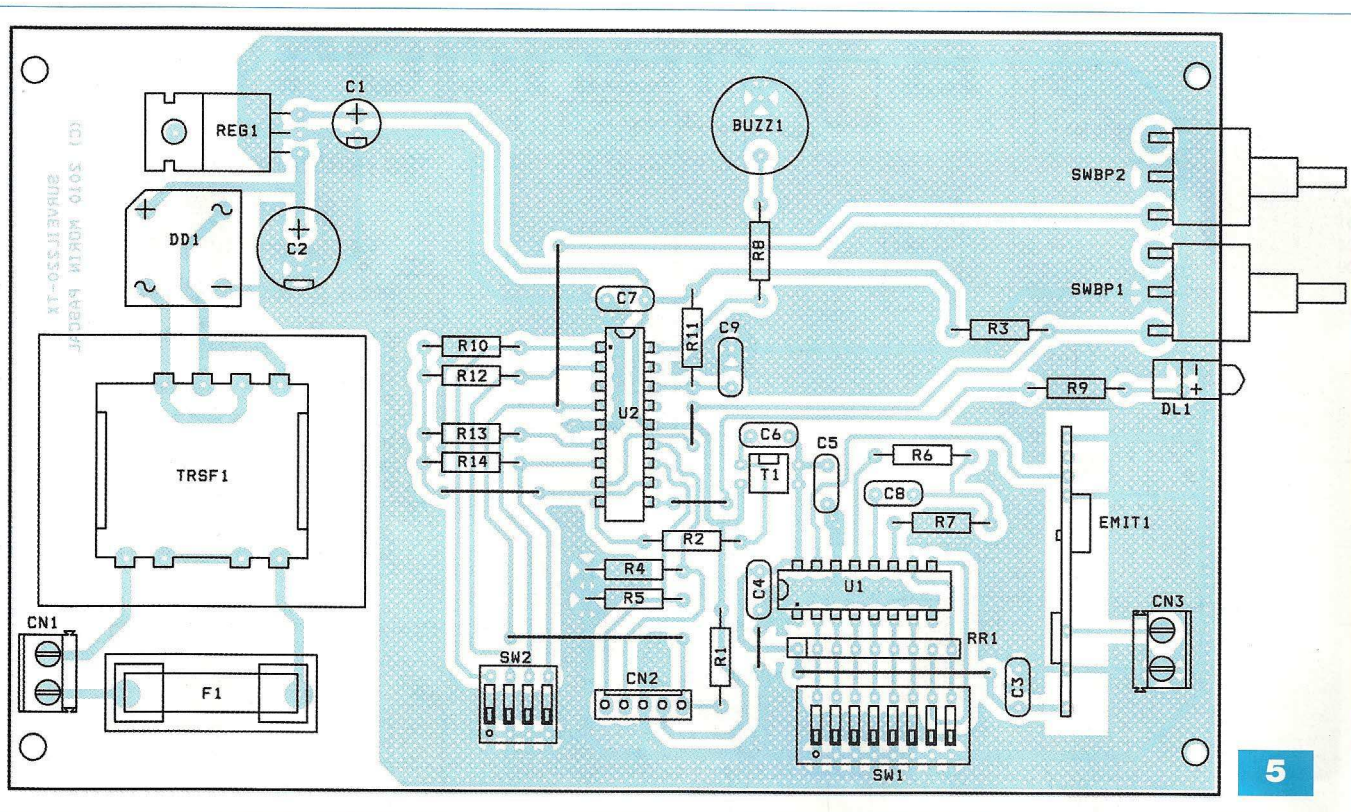 C1
REG1
BUZZ1
SWBP2
DD1
C2
R8
SWBP1
C7
R11
C9
R3
R10
R12
U2
R9
DL1
R13
R14
C6
C5
R6
T1
TRSF1
C8
R7
EMIT1
R2
R4
R5
C4
U1
CN1
CN3
RR1
R1
SW2
CN2
C3
F1
SW1
(C) 2010 MORIN PASCAL
SURVEIL220-TX
5